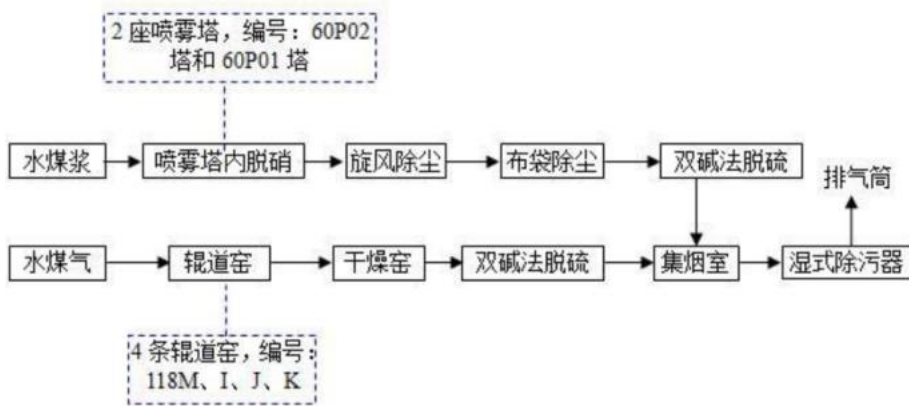 2 座喷雾塔，编号：60P02
塔和 60P01 塔
水煤浆
喷雾塔内脱硝
旋风除尘
布袋除尘
双碱法脱硫
排气筒
水煤气
辊道窑
干燥窑
双碱法脱硫
集烟室
湿式除污器
4 条辊道窑，编号：
118M、I、J、K